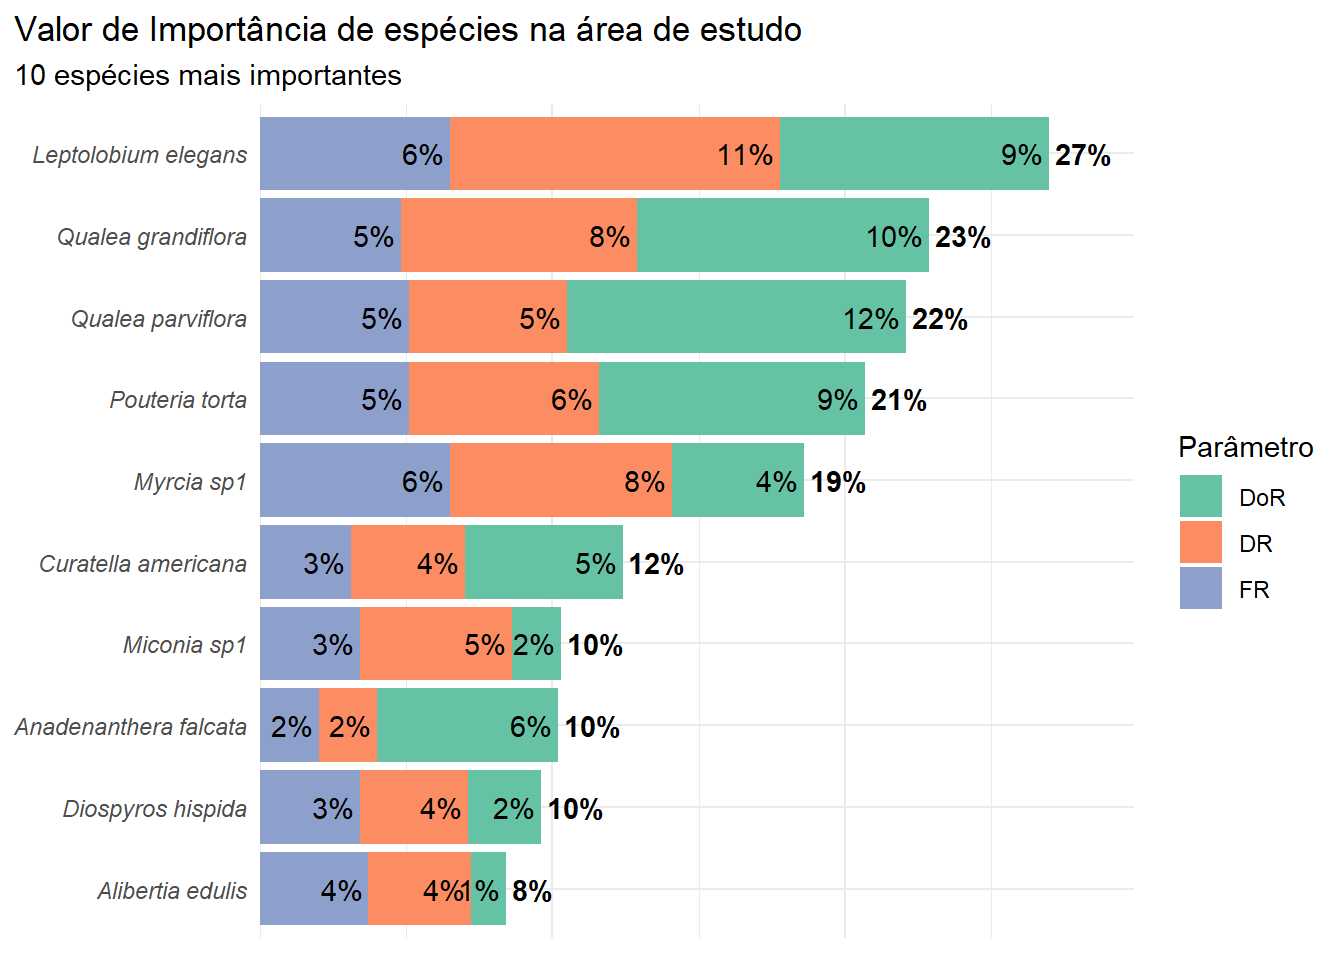 Valor de Importância de espécies na área de estudo
10 espécies mais importantes
Leptolobium elegans 6% 11% 9% 27%
Qualea grandiflora 5% 8% 10% 23%
Qualea parviflora 5% 5% 12% 22%
Pouteria torta 5% 6% 9% 21%
Myrcia sp1 6% 8% 4% 19%
Curatella americana 3% 4% 5% 12%
Miconia sp1 3% 5% 2% 10%
Anadenanthera falcata 2% 2% 6% 10%
Diospyros hispida 3% 4% 2% 10%
Alibertia edulis 4% 4% 1% 8%
Parâmetro
DoR
DR
FR